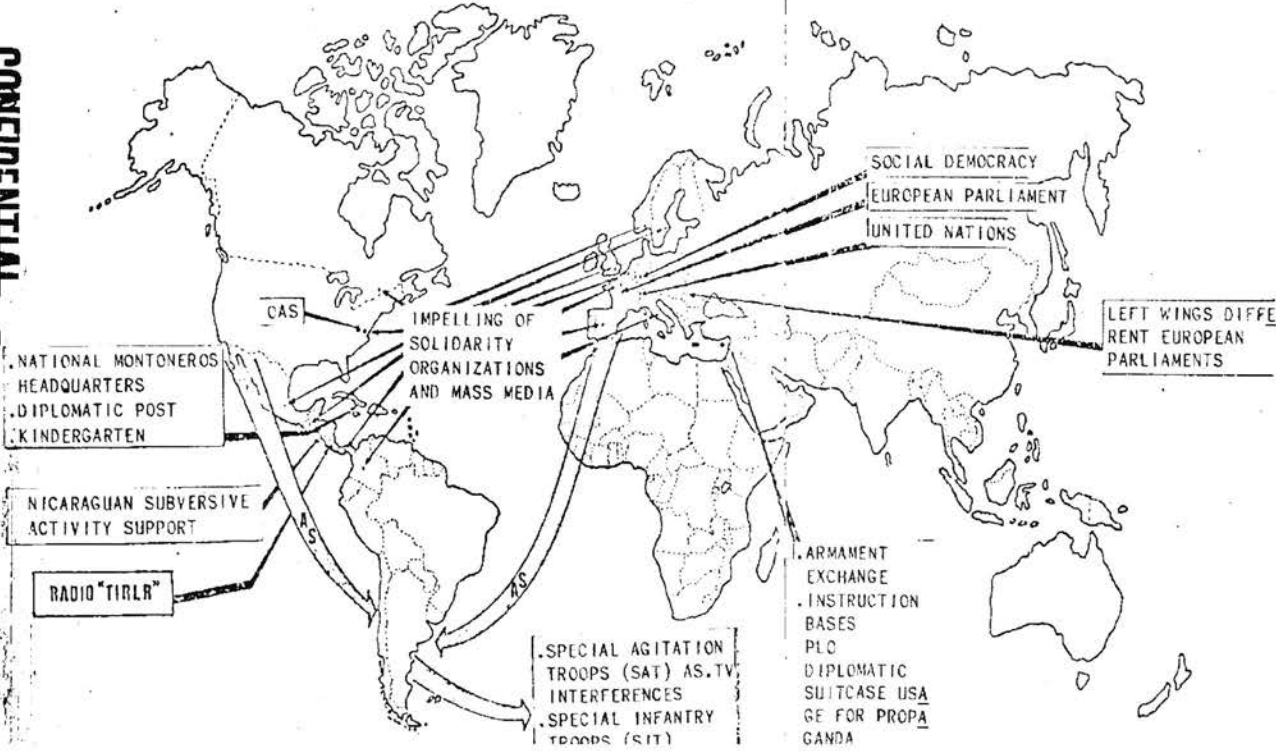 CONFIDENTIAL
SOCIAL DEMOCRACY
EUROPEAN PARLIAMENT
UNITED NATIONS
OAS
IMPELLING OF
SOLIDARITY
ORGANIZATIONS
AND MASS MEDIA
LEFT WINGS DIFFE
RENT EUROPEAN
PARLIAMENTS
.NATIONAL MONTONEROS
HEADQUARTERS
.DIPLOMATIC POST
.KINDERGARTEN
NICARAGUAN SUBVERSIVE
ACTIVITY SUPPORT
RADIO "TIRLR"
AS
AS
.SPECIAL AGITATION
TROOPS (SAT) AS.TV
INTERFERENCES
.SPECIAL INFANTRY
TROOPS (SIT)
.ARMAMENT
EXCHANGE
.INSTRUCTION
BASES
PLO
DIPLOMATIC
SUITCASE USA
GE FOR PROPA
GANDA